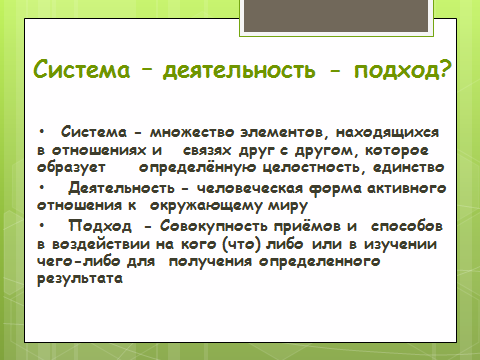 Система – деятельность - подход?
• Система - множество элементов, находящихся
в отношениях и связях друг с другом, которое
образует определённую целостность, единство
• Деятельность - человеческая форма активного
отношения к окружающему миру
• Подход - Совокупность приёмов и способов
в воздействии на кого (что) либо или в изучении
чего-либо для получения определенного
результата